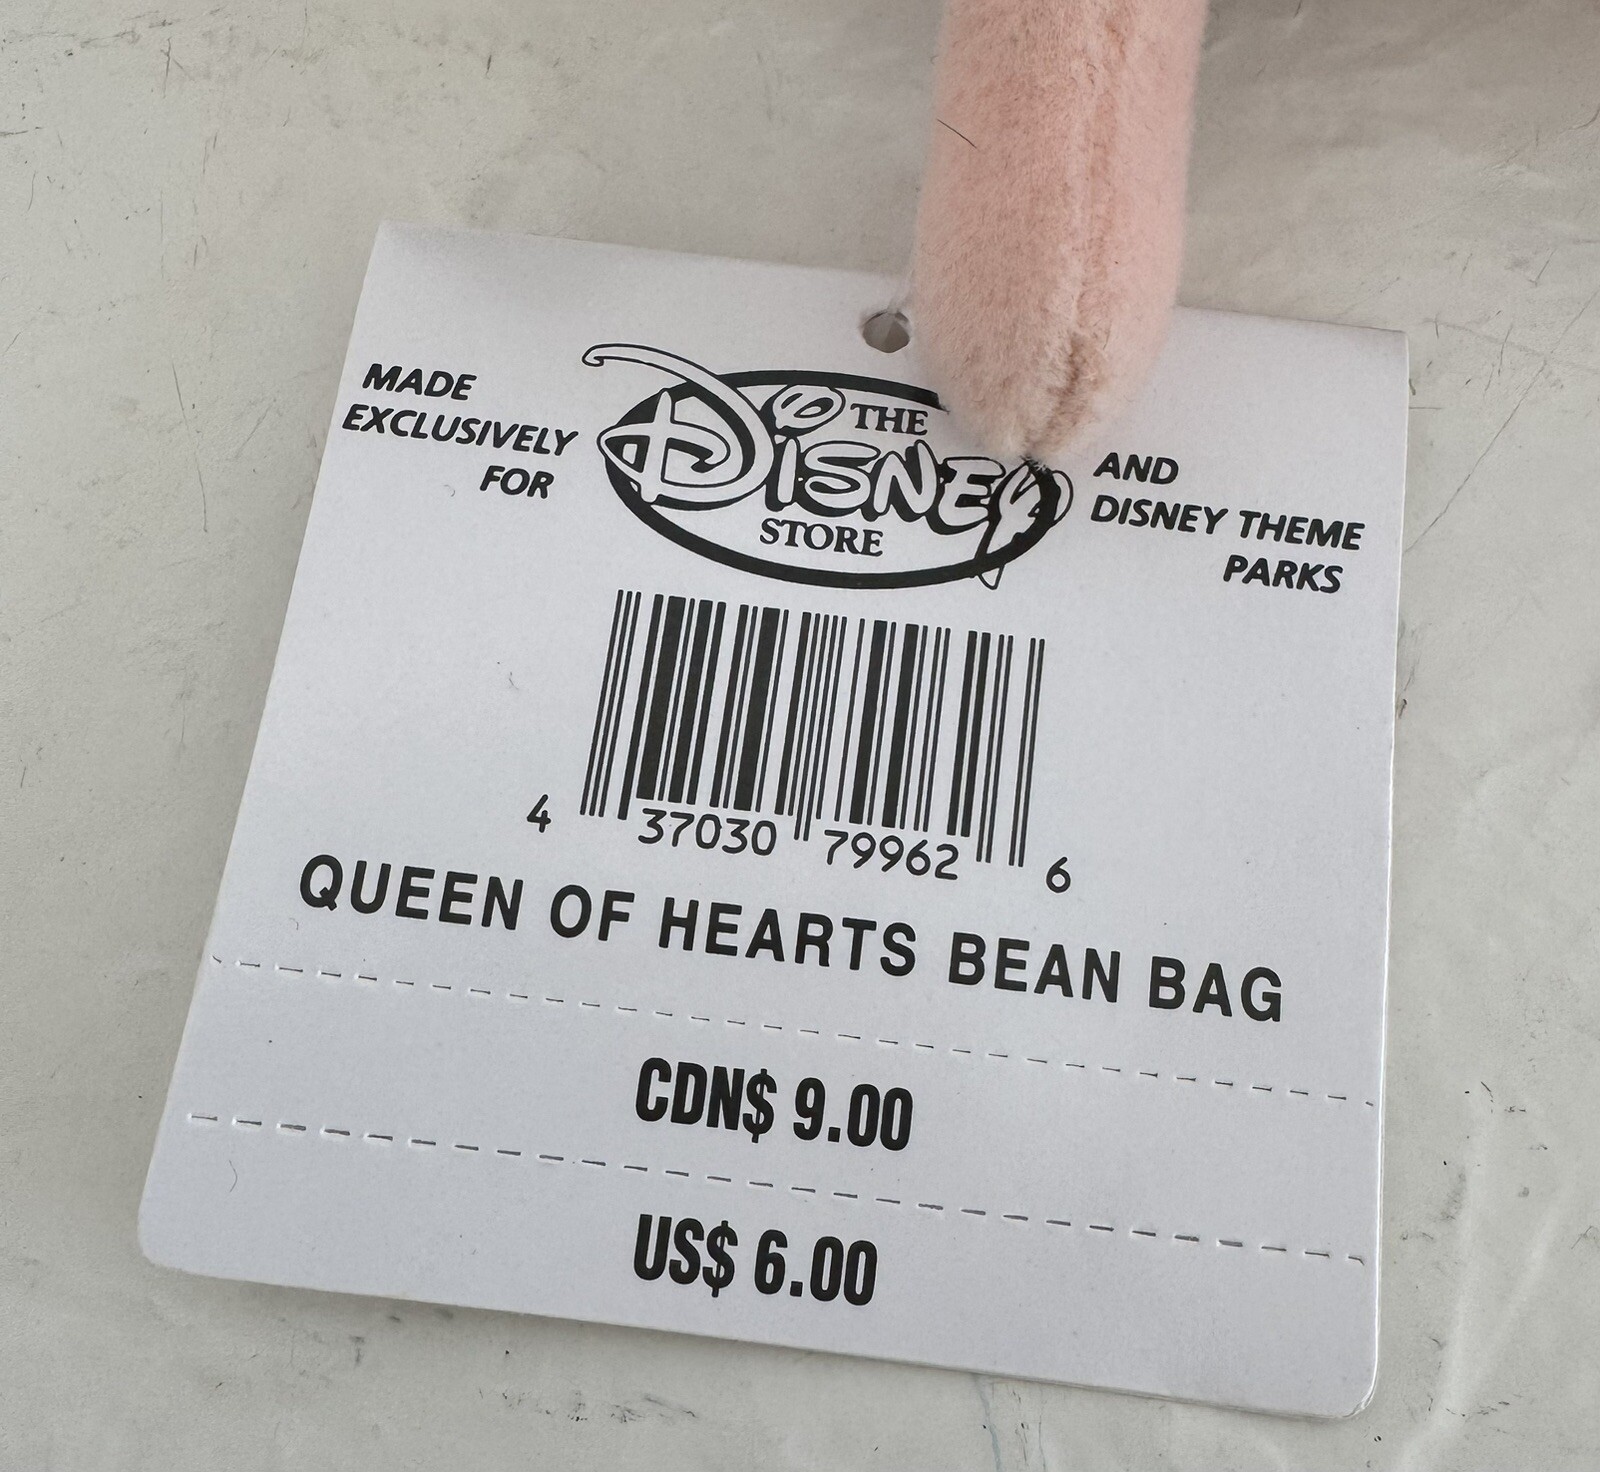 MADE
EXCLUSIVELY
FOR
THE
DISNEY
STORE
AND
DISNEY THEME
PARKS
4 37030 79962 6
QUEEN OF HEARTS BEAN BAG
CDN$ 9.00
US$ 6.00